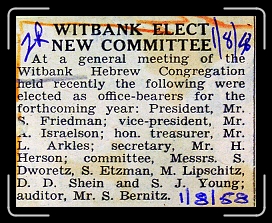 WITBANK ELECT
NEW COMMITTEE
At a general meeting of the
Witbank Hebrew Congregation
held recently the following were
elected as office-bearers for the
forthcoming year: President, Mr.
S. Friedman; vice-president, Mr.
A. Israelson; hon. treasurer, Mr.
L. Arkles; secretary, Mr. H.
Herson; committee, Messrs. S.
Dworetz, S. Etzman, M. Lipschitz,
D. D. Shein and S. J. Young;
auditor, Mr. S. Bernitz.
1/8/58